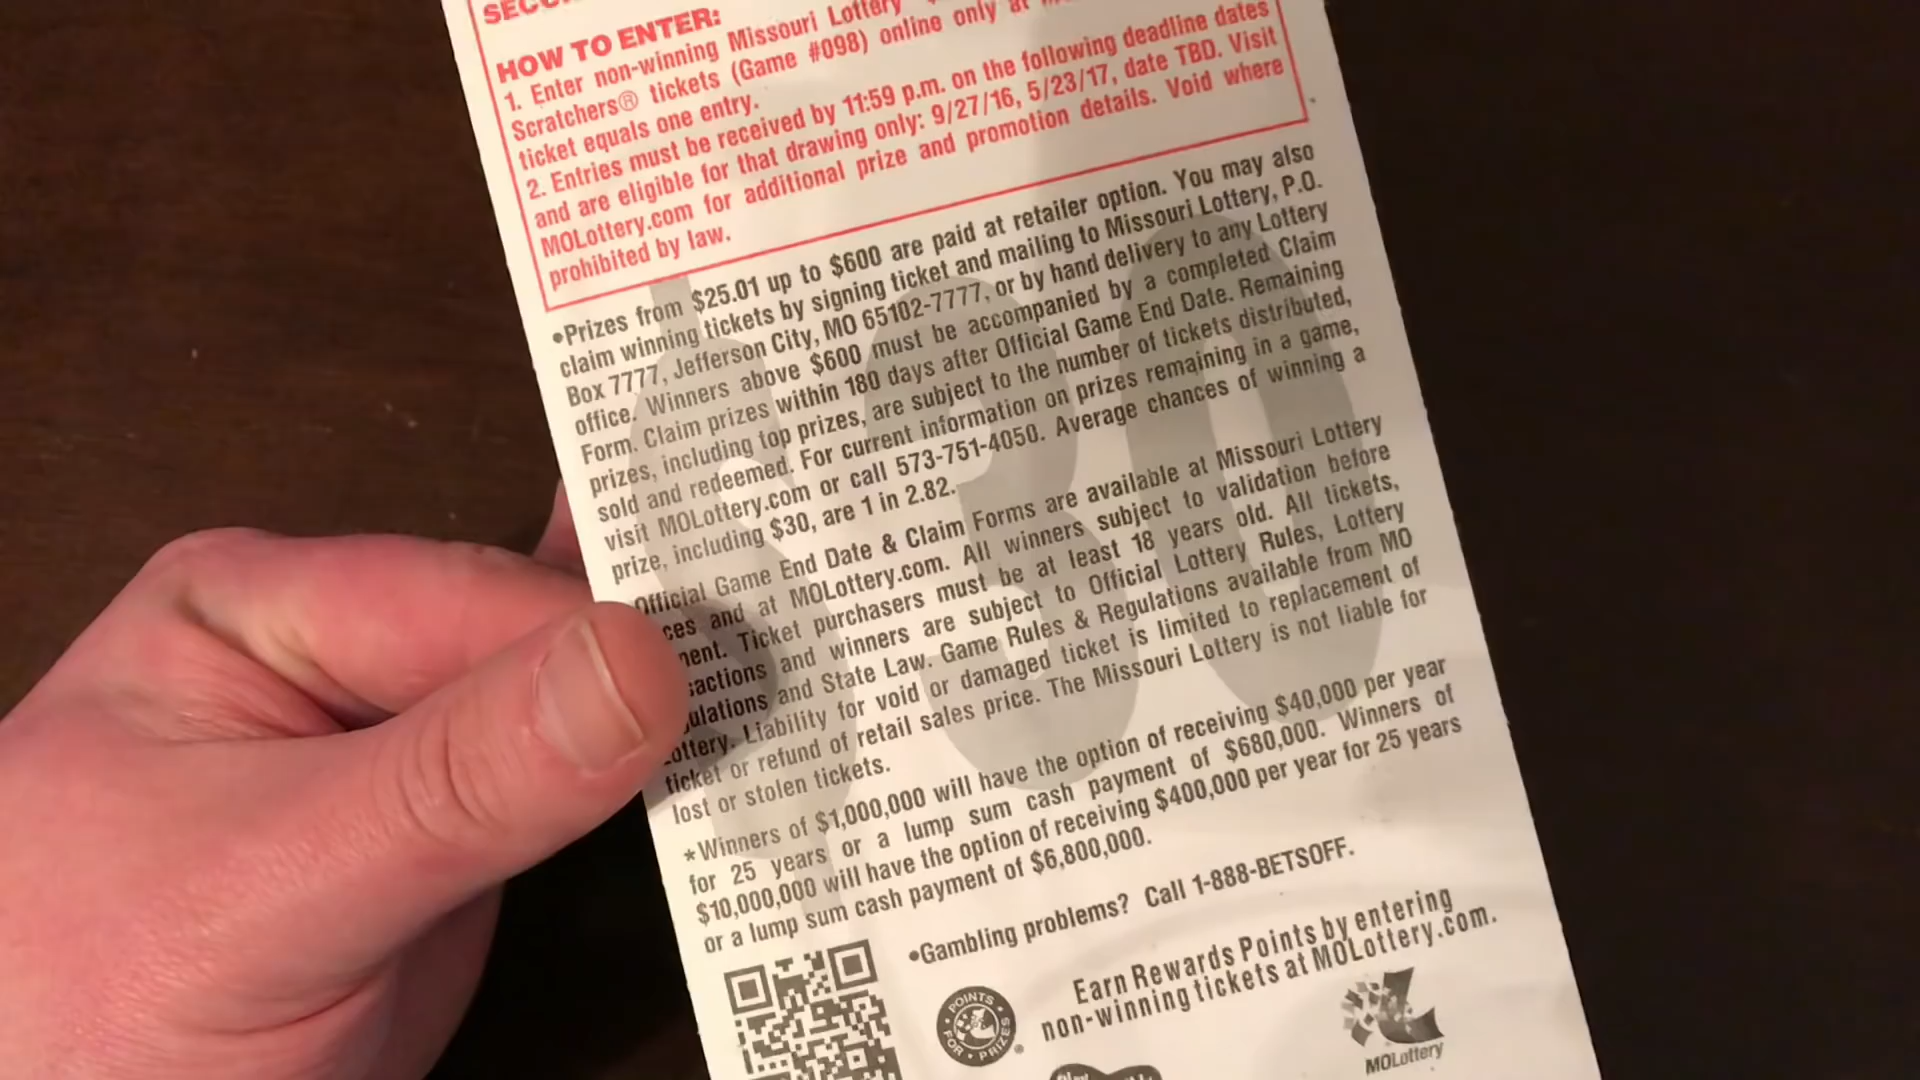 HOW TO ENTER:
1. Enter non-winning Missouri Lottery
Scratchers® tickets (Game #098) online only at
ticket equals one entry.
2. Entries must be received by 11:59 p.m. on the following deadline dates
and are eligible for that drawing only: 9/27/16, 5/23/17, date TBD. Visit
MOLottery.com for additional prize and promotion details. Void where
prohibited by law.
•Prizes from $25.01 up to $600 are paid at retailer option. You may also
claim winning tickets by signing ticket and mailing to Missouri Lottery, P.O.
Box 7777, Jefferson City, MO 65102-7777, or by hand delivery to any Lottery
office. Winners above $600 must be accompanied by a completed Claim
Form. Claim prizes within 180 days after Official Game End Date. Remaining
prizes, including top prizes, are subject to the number of tickets distributed,
sold and redeemed. For current information on prizes remaining in a game,
visit MOLottery.com or call 573-751-4050. Average chances of winning a
prize, including $30, are 1 in 2.82.
Official Game End Date & Claim Forms are available at Missouri Lottery
ces and at MOLottery.com. All winners subject to validation before
ment. Ticket purchasers must be at least 18 years old. All tickets,
sactions and winners are subject to Official Lottery Rules, Lottery
ulations and State Law. Game Rules & Regulations available from MO
ottery. Liability for void or damaged ticket is limited to replacement of
ticket or refund of retail sales price. The Missouri Lottery is not liable for
lost or stolen tickets.
*Winners of $1,000,000 will have the option of receiving $40,000 per year
for 25 years or a lump sum cash payment of $680,000. Winners of
$10,000,000 will have the option of receiving $400,000 per year for 25 years
or a lump sum cash payment of $6,800,000.
•Gambling problems? Call 1-888-BETSOFF.
Earn Rewards Points by entering
non-winning tickets at MOLottery.com.
POINTS FOR PRIZES®
MOLottery
$30